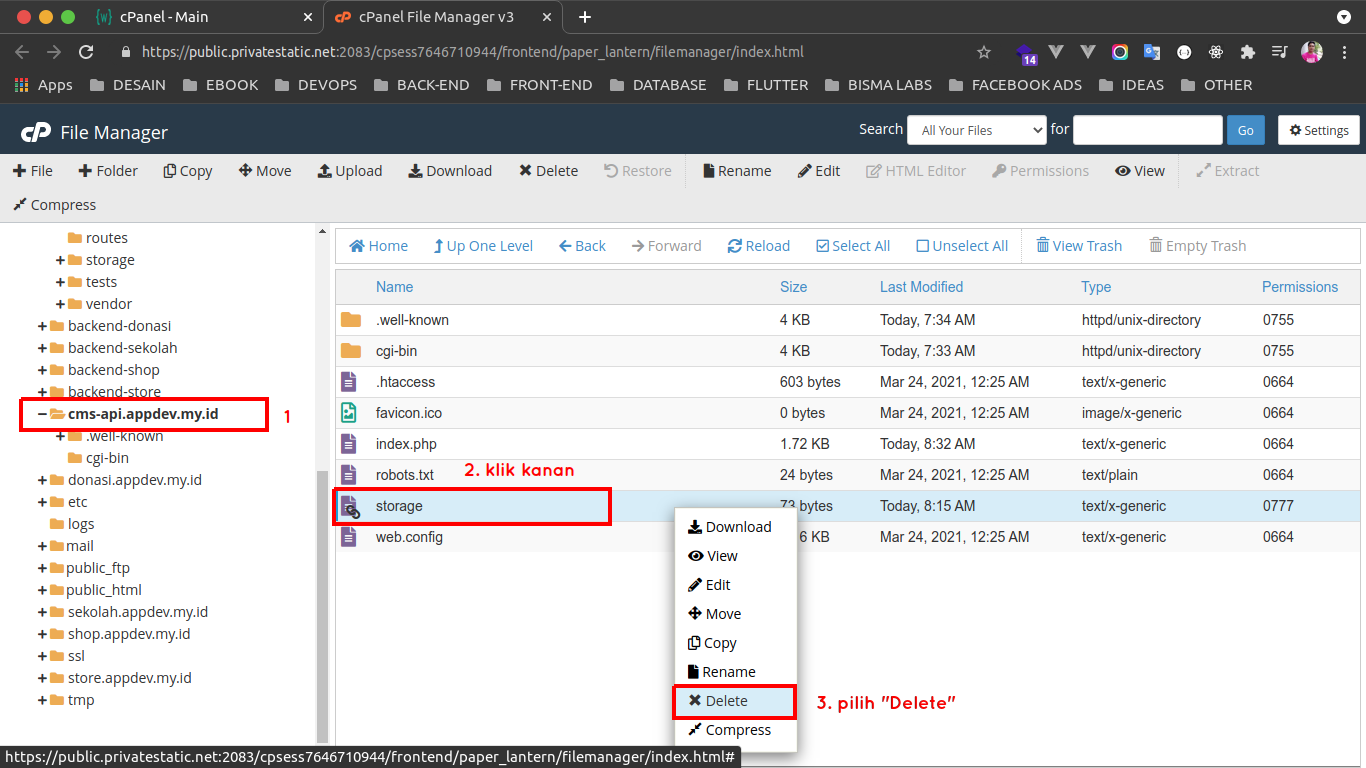 cPanel - Main
cPanel File Manager v3
https://public.privatestatic.net:2083/cpsess7646710944/frontend/paper_lantern/filemanager/index.html
14
Apps DESAIN EBOOK DEVOPS BACK-END FRONT-END DATABASE FLUTTER BISMA LABS FACEBOOK ADS IDEAS OTHER
cP File Manager
Search All Your Files for Go Settings
File Folder Copy Move Upload Download Delete Restore Rename Edit HTML Editor Permissions View Extract
Compress
routes
storage
tests
vendor
backend-donasi
backend-sekolah
backend-shop
backend-store
cms-api.appdev.my.id
1
.well-known
cgi-bin
donasi.appdev.my.id
etc
logs
mail
public_ftp
public_html
sekolah.appdev.my.id
shop.appdev.my.id
ssl
store.appdev.my.id
tmp
Home Up One Level Back Forward Reload Select All Unselect All View Trash Empty Trash
Name Size Last Modified Type Permissions
.well-known 4 KB Today, 7:34 AM httpd/unix-directory 0755
cgi-bin 4 KB Today, 7:33 AM httpd/unix-directory 0755
.htaccess 603 bytes Mar 24, 2021, 12:25 AM text/x-generic 0664
favicon.ico 0 bytes Mar 24, 2021, 12:25 AM image/x-generic 0664
index.php 1.72 KB Today, 8:32 AM text/x-generic 0664
robots.txt 24 bytes Mar 24, 2021, 12:25 AM text/plain 0664
2. klik kanan
storage 73 bytes Today, 8:15 AM text/x-generic 0777
web.config 6 KB Mar 24, 2021, 12:25 AM text/x-generic 0664
Download
View
Edit
Move
Copy
Rename
Delete
3. pilih "Delete"
Compress
https://public.privatestatic.net:2083/cpsess7646710944/frontend/paper_lantern/filemanager/index.html#